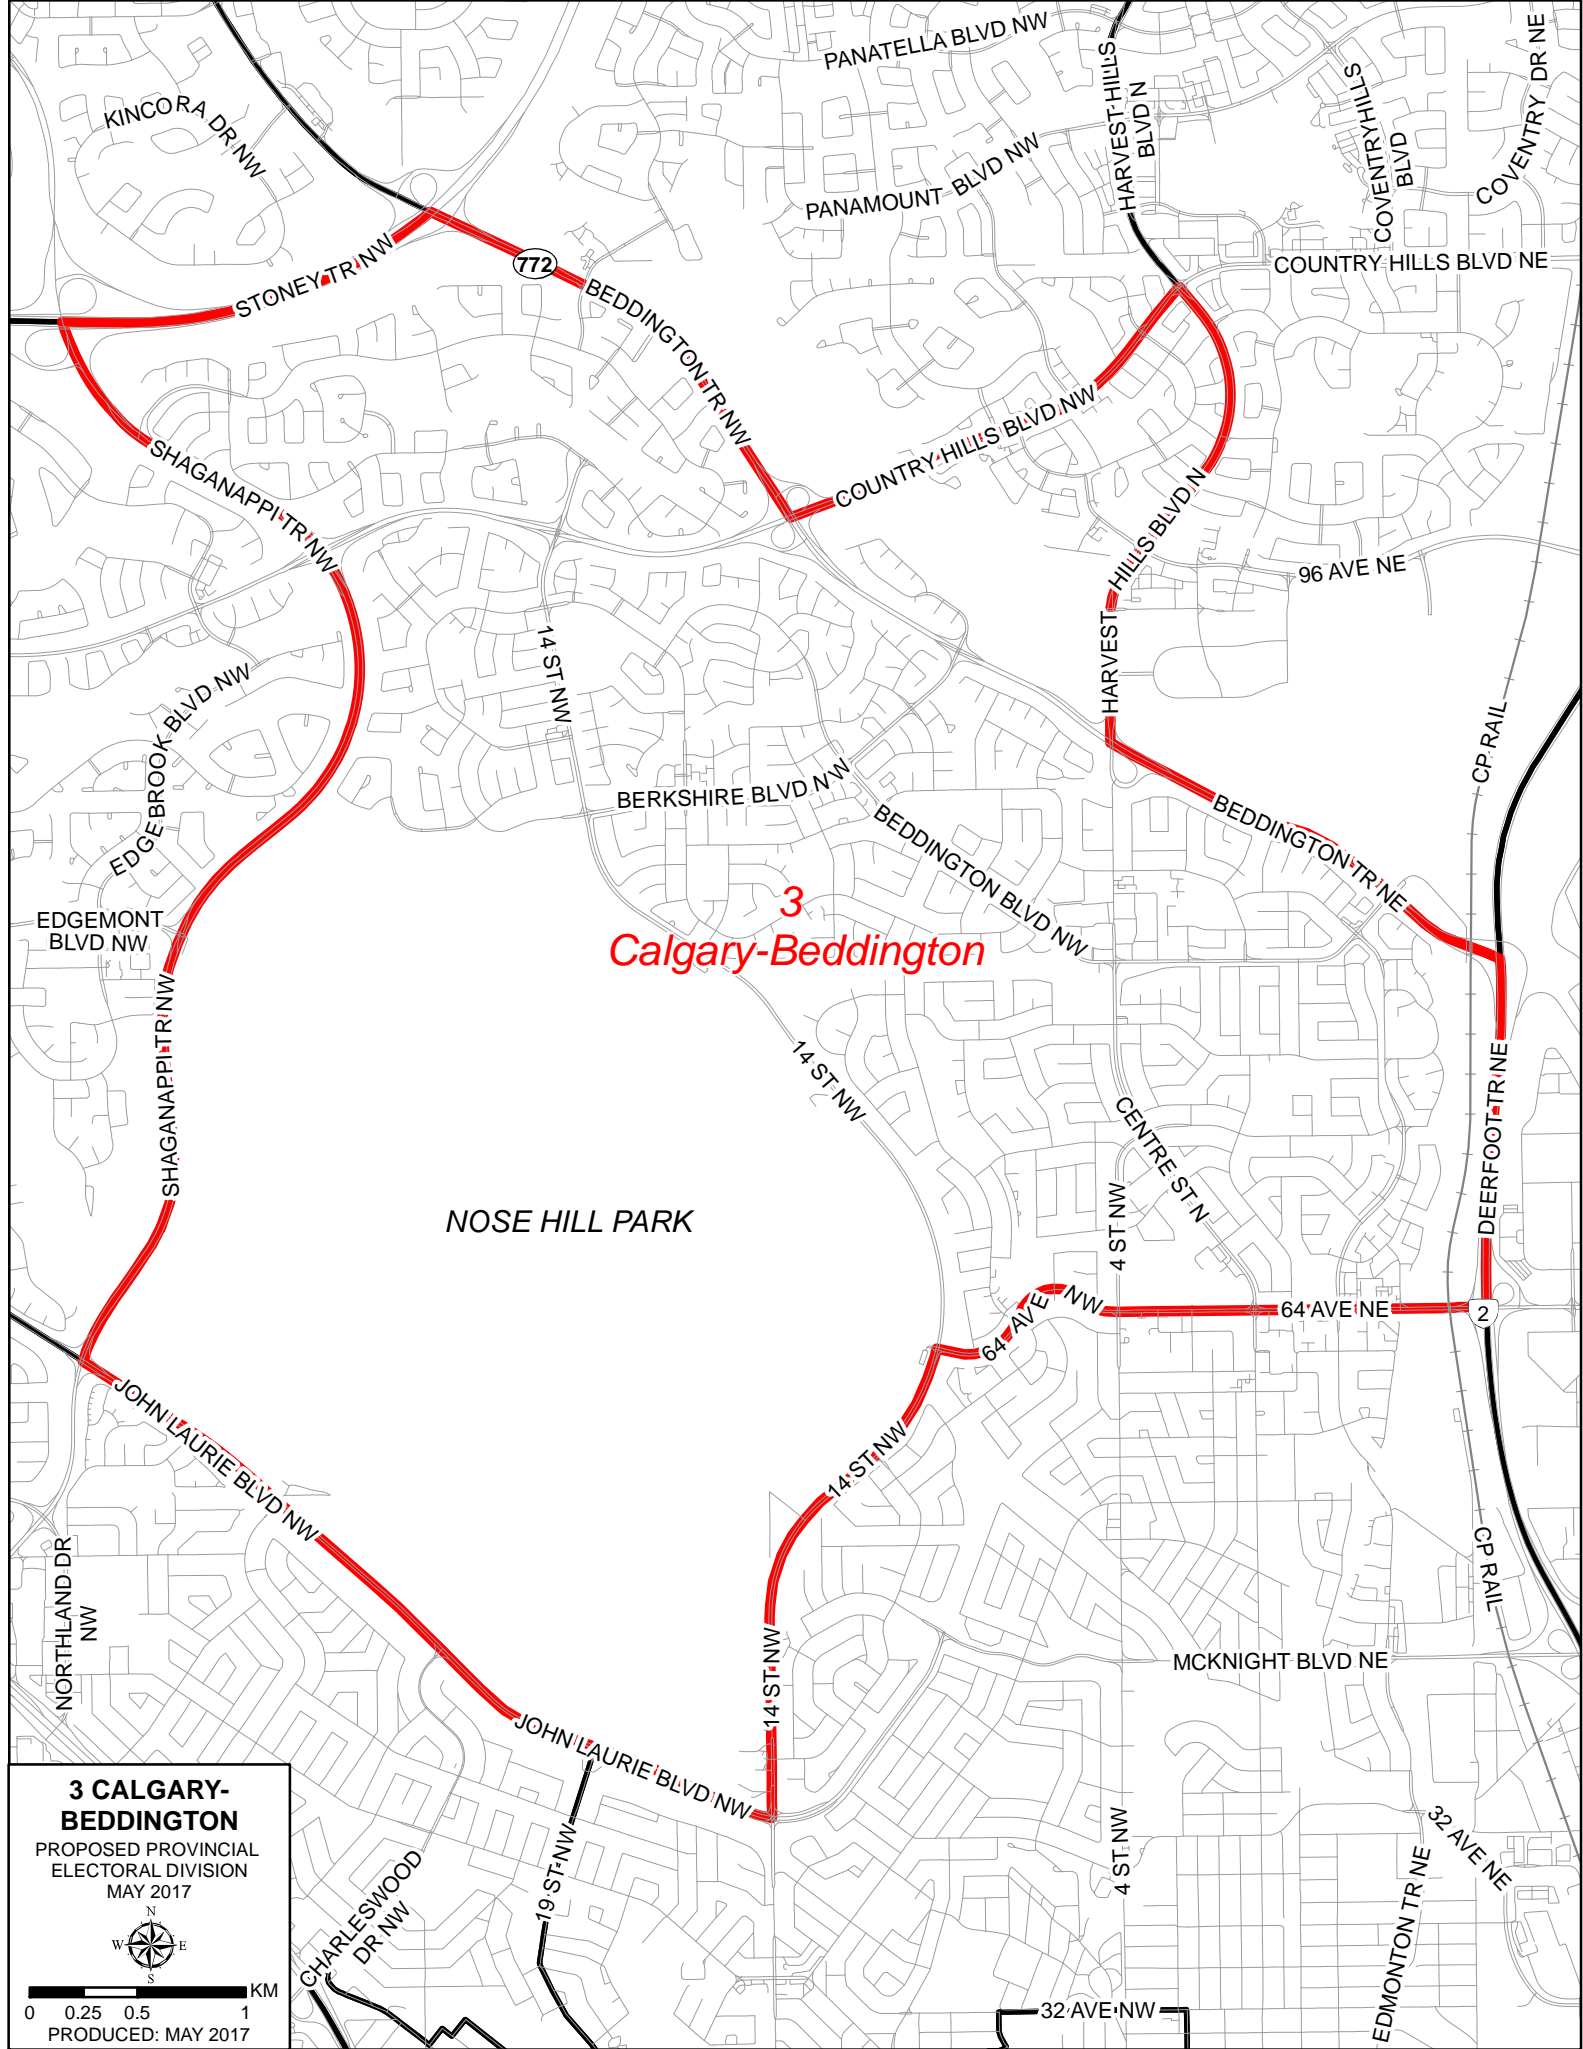 PANATELLA BLVD NW
HARVEST HILLS
BLVD N
COVENTRY HILLS
BLVD
COVENTRY DR NE
KINCORA DR NW
PANAMOUNT BLVD NW
STONEY TR NW
772
BEDDINGTON TR NW
COUNTRY HILLS BLVD NE
COUNTRY HILLS BLVD NW
SHAGANAPPI TR NW
HARVEST HILLS BLVD N
96 AVE NE
14 ST NW
EDGEBROOK BLVD NW
CP RAIL
BERKSHIRE BLVD NW
BEDDINGTON BLVD NW
BEDDINGTON TR NE
3
Calgary-Beddington
EDGEMONT
BLVD NW
SHAGANAPPI TR NW
14 ST NW
CENTRE ST N
DEERFOOT TR NE
NOSE HILL PARK
4 ST NW
64 AVE NW
64 AVE NE
2
JOHN LAURIE BLVD NW
14 ST NW
NORTHLAND DR
NW
CP RAIL
14 ST NW
MCKNIGHT BLVD NE
JOHN LAURIE BLVD NW
19 ST NW
CHARLESWOOD
DR NW
4 ST NW
32 AVE NE
EDMONTON TR NE
32 AVE NW
3 CALGARY-
BEDDINGTON
PROPOSED PROVINCIAL
ELECTORAL DIVISION
MAY 2017
N
W E
S
KM
0 0.25 0.5 1
PRODUCED: MAY 2017